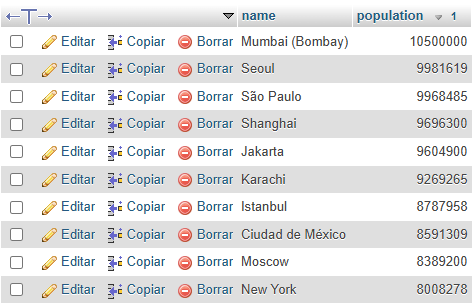 name population 1
Editar Copiar Borrar Mumbai (Bombay) 10500000
Editar Copiar Borrar Seoul 9981619
Editar Copiar Borrar São Paulo 9968485
Editar Copiar Borrar Shanghai 9696300
Editar Copiar Borrar Jakarta 9604900
Editar Copiar Borrar Karachi 9269265
Editar Copiar Borrar Istanbul 8787958
Editar Copiar Borrar Ciudad de México 8591309
Editar Copiar Borrar Moscow 8389200
Editar Copiar Borrar New York 8008278